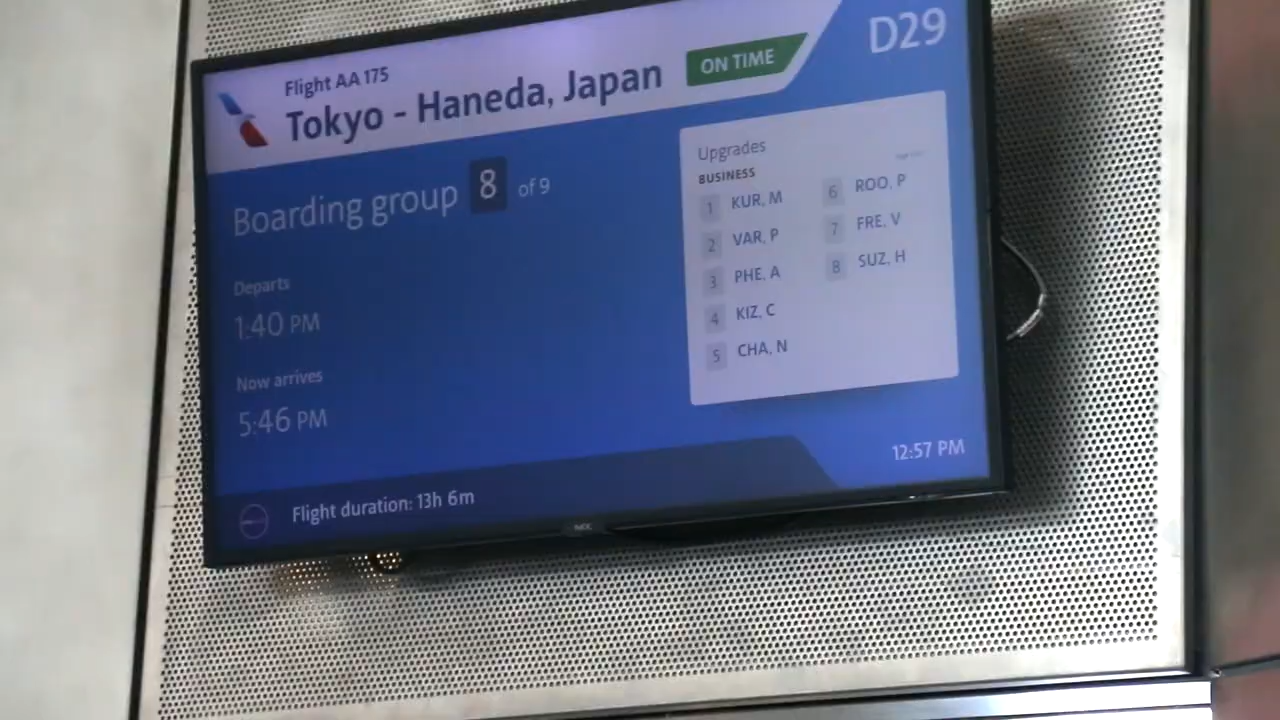 Flight AA 175
Tokyo - Haneda, Japan
ON TIME
D29
Boarding group 8 of 9
Departs
1:40 PM
Now arrives
5:46 PM
Flight duration: 13h 6m
Upgrades
BUSINESS
1 KUR, M
2 VAR, P
3 PHE, A
4 KIZ, C
5 CHA, N
6 ROO, P
7 FRE, V
8 SUZ, H
12:57 PM
NEC